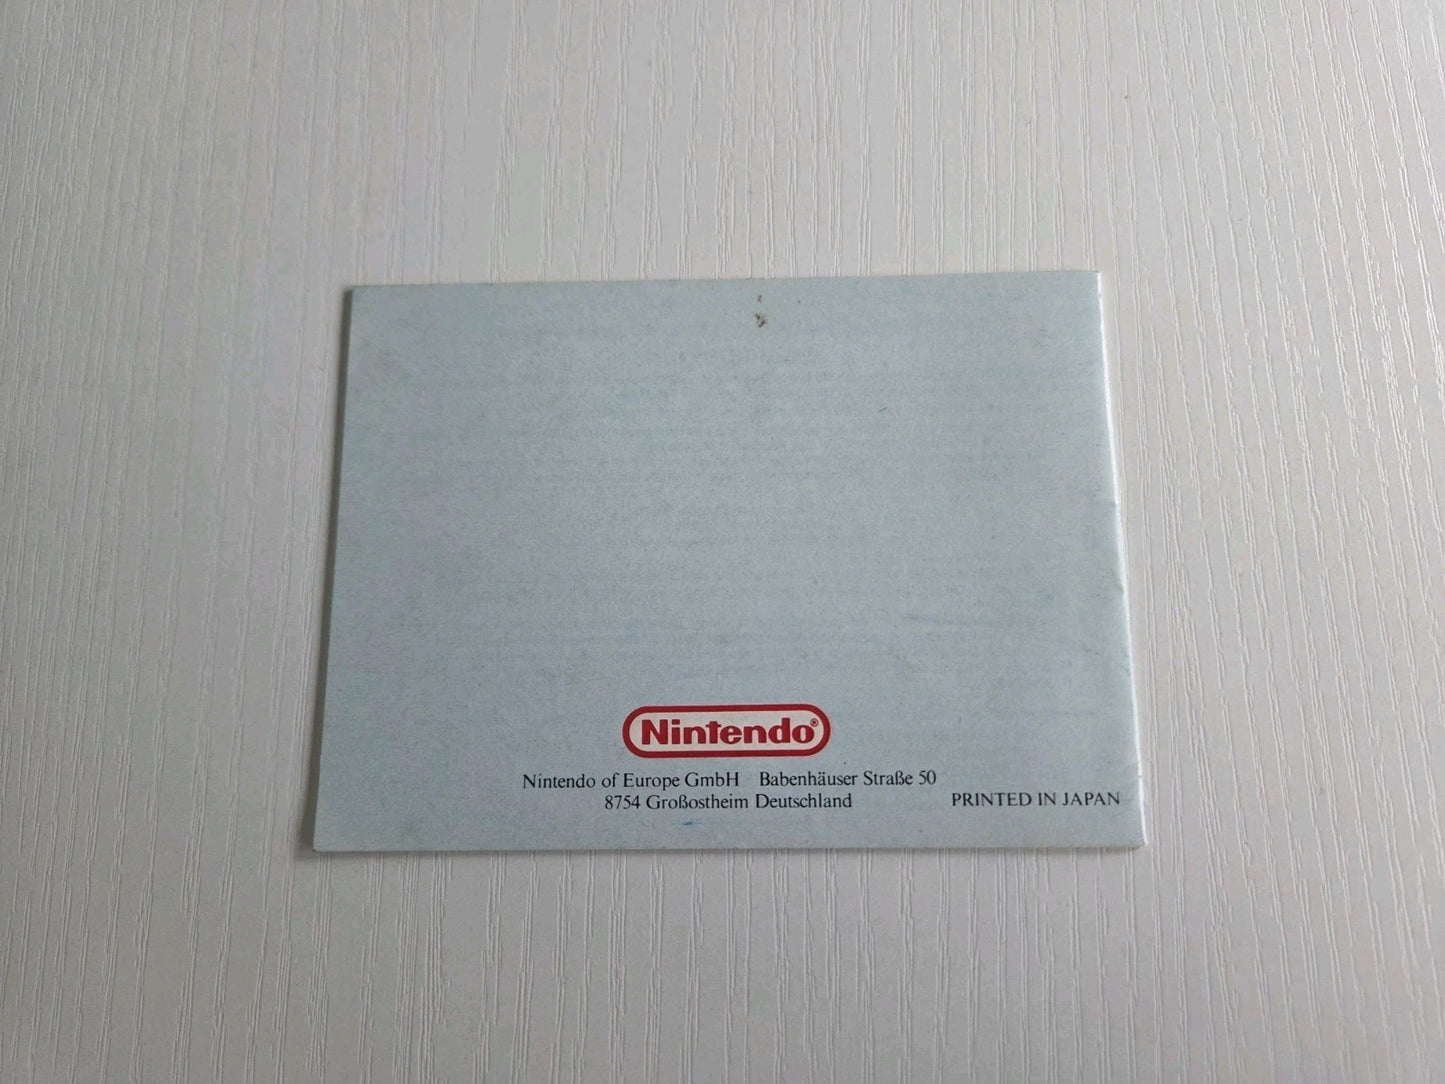 Nintendo®
Nintendo of Europe GmbH Babenhäuser Straße 50
8754 Großostheim Deutschland
PRINTED IN JAPAN